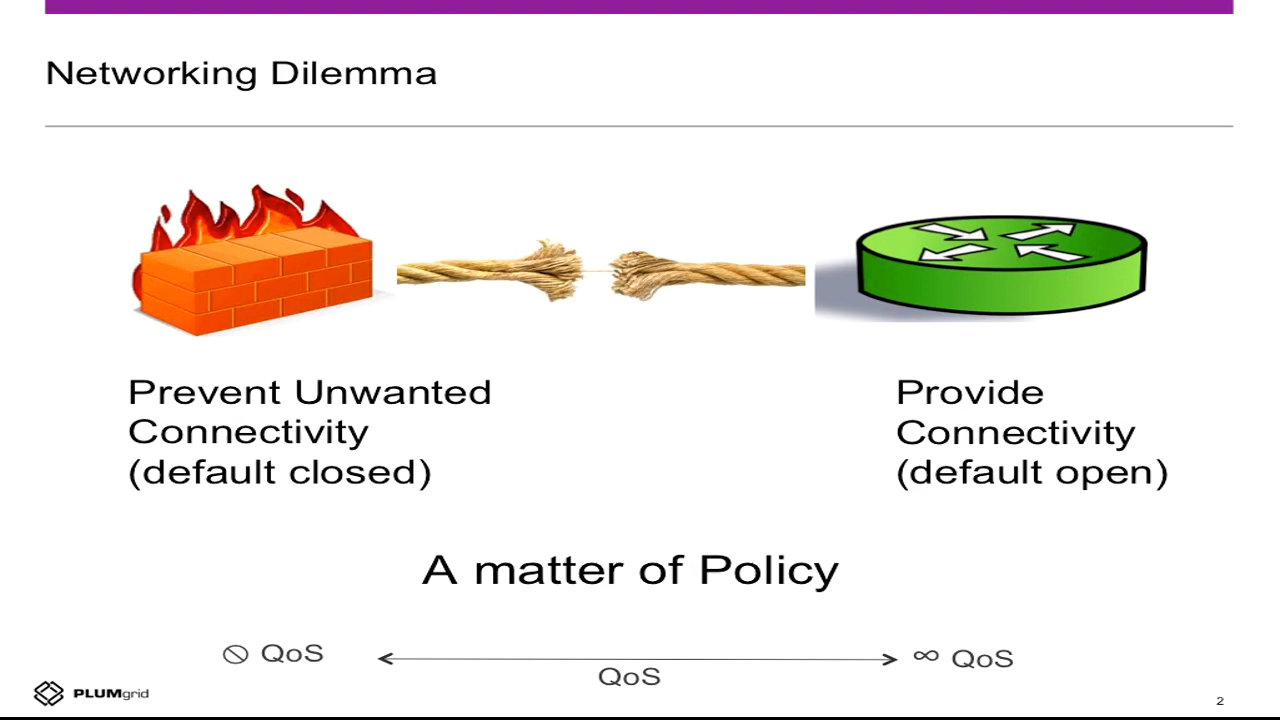 Networking Dilemma
Prevent Unwanted
Connectivity
(default closed)
Provide
Connectivity
(default open)
A matter of Policy
🛇 QoS
QoS
∞ QoS
PLUMgrid
2